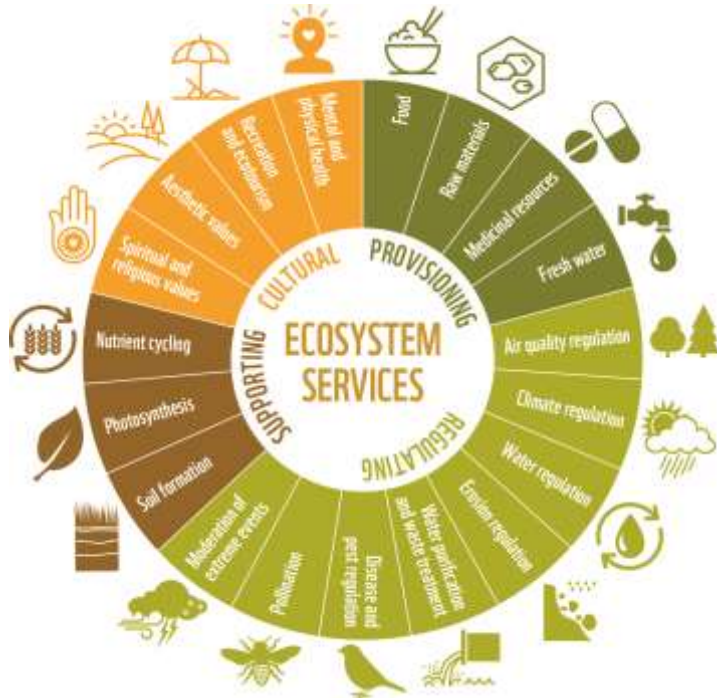 ECOSYSTEM
SERVICES
PROVISIONING
Food
Raw materials
Medicinal resources
Fresh water
REGULATING
Air quality regulation
Climate regulation
Water regulation
Erosion regulation
Water purification
and waste treatment
Disease and
pest regulation
Pollination
Moderation of
extreme events
SUPPORTING
Soil formation
Photosynthesis
Nutrient cycling
CULTURAL
Spiritual and
religious values
Aesthetic values
Recreation
and ecotourism
Mental and
physical health